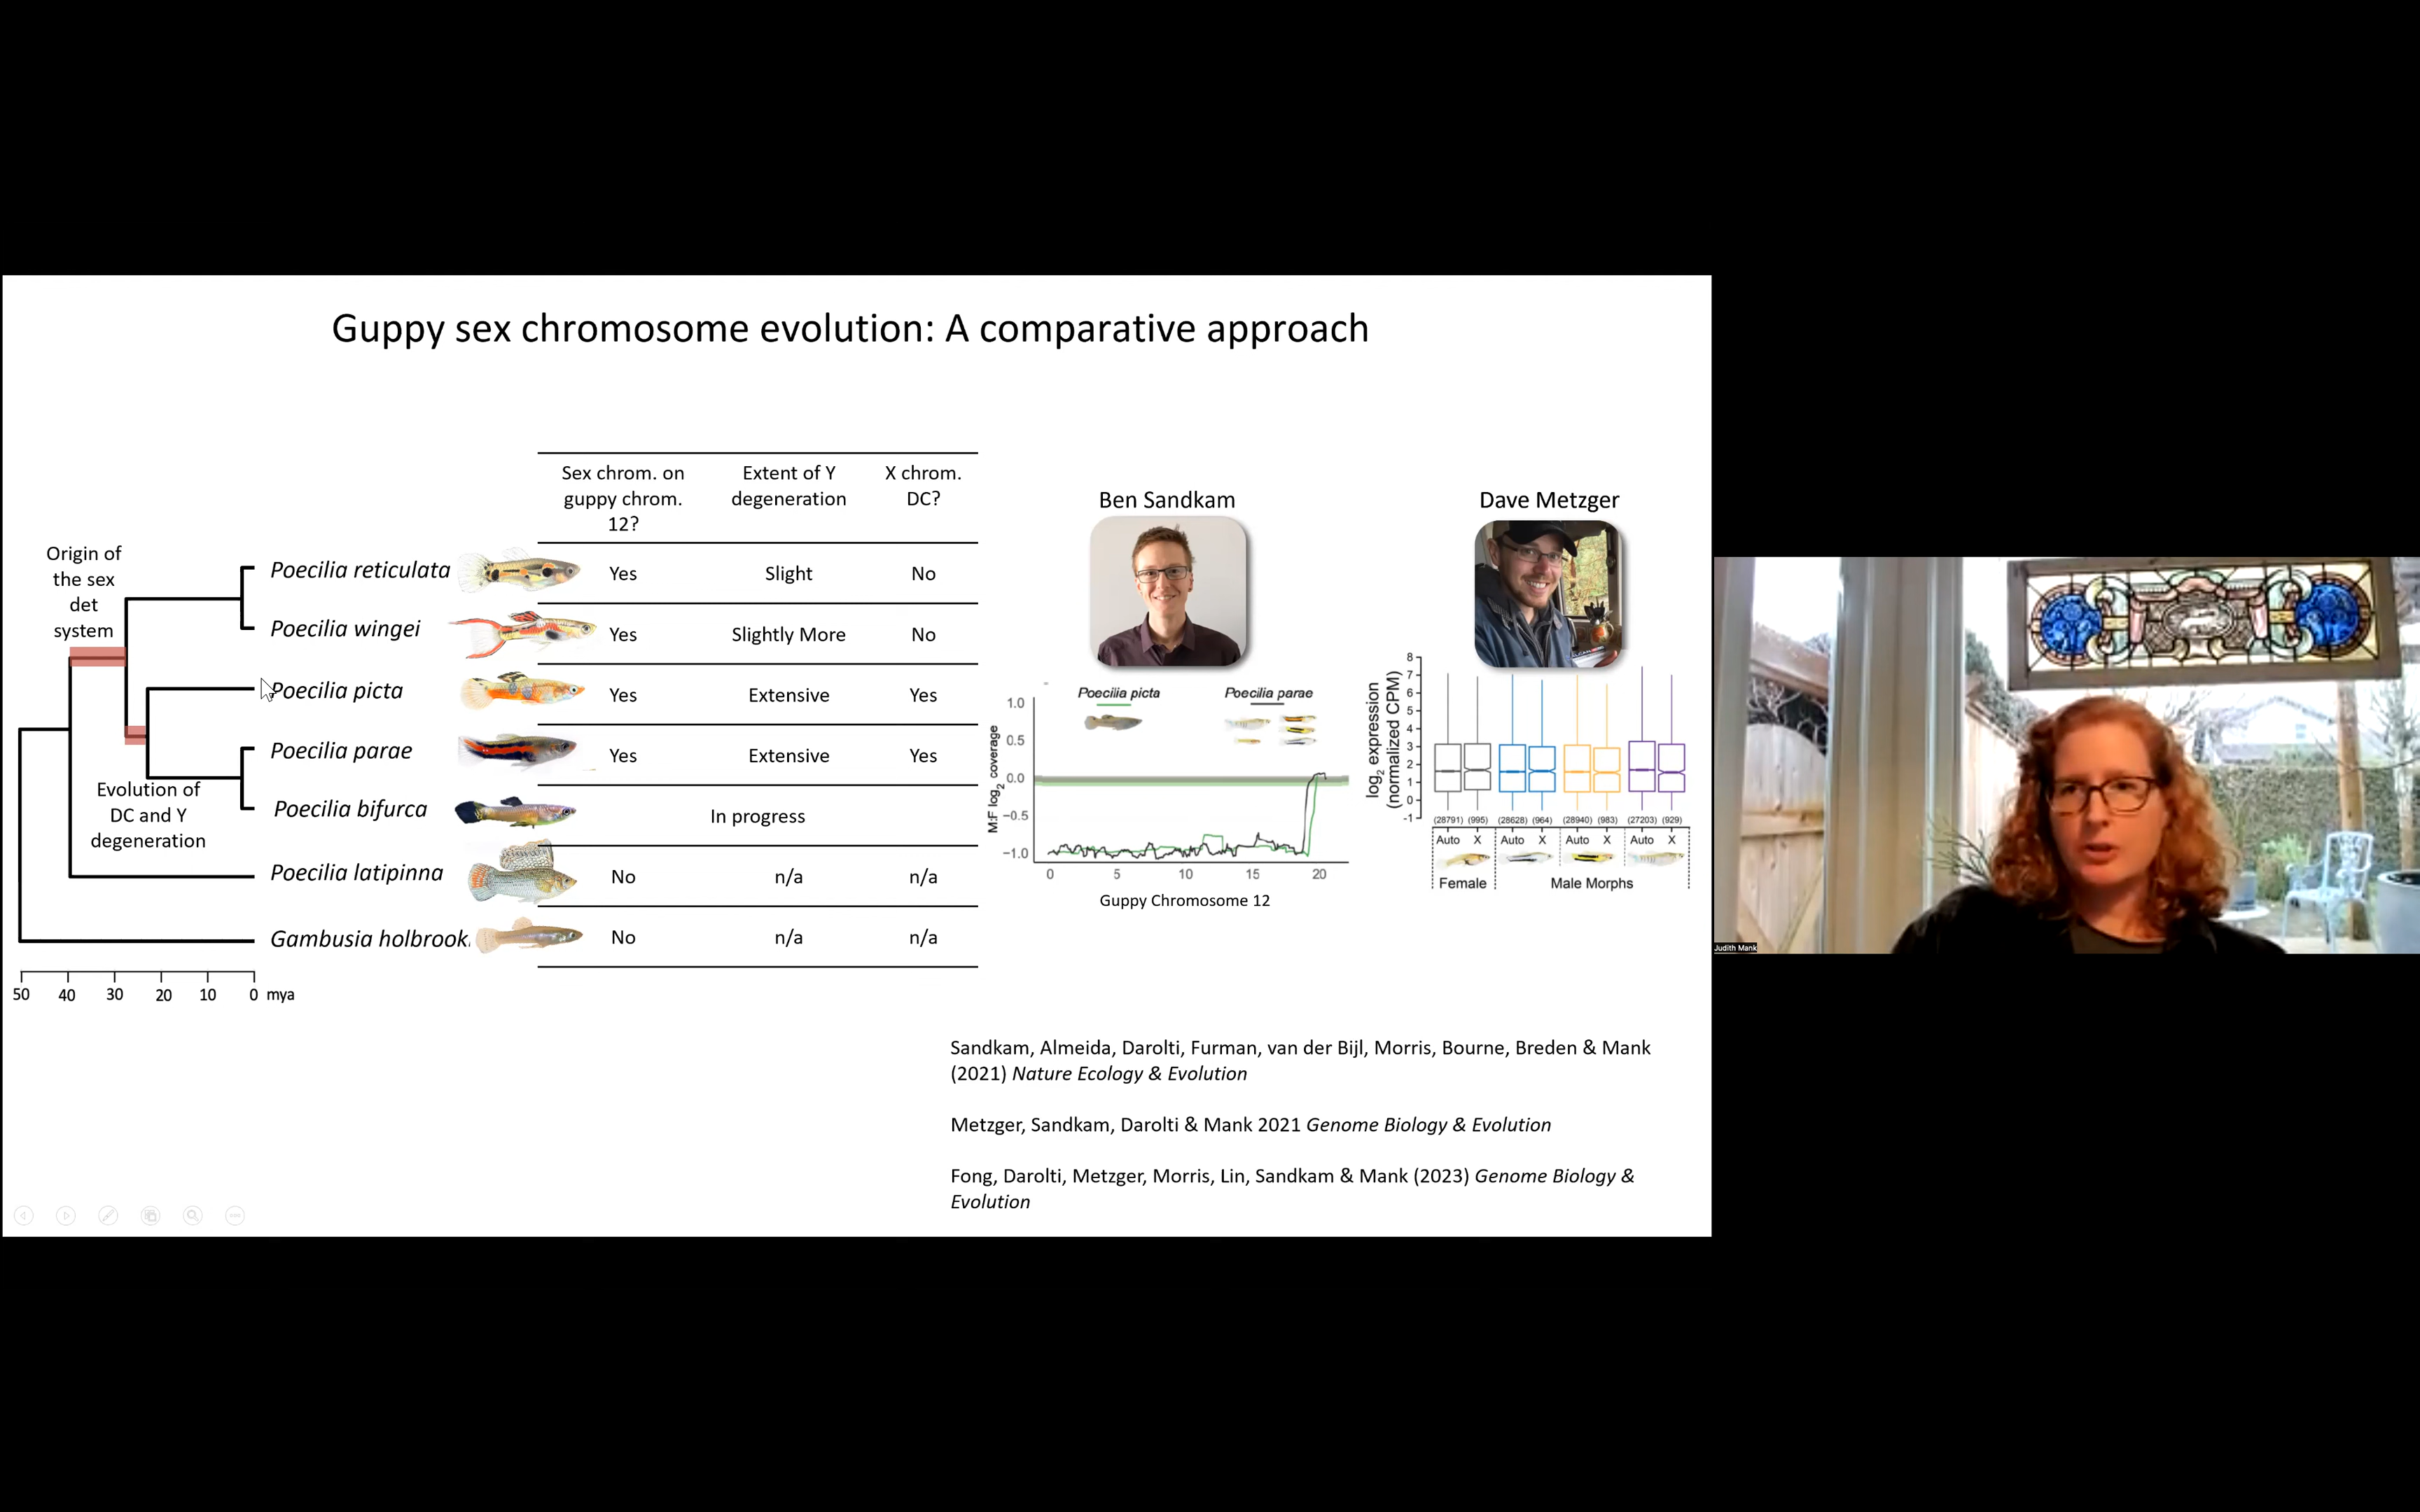 Guppy sex chromosome evolution: A comparative approach
Sex chrom. on
guppy chrom.
12?
Extent of Y
degeneration
X chrom.
DC?
Origin of
the sex
det
system
Poecilia reticulata
Yes
Slight
No
Poecilia wingei
Yes
Slightly More
No
Poecilia picta
Yes
Extensive
Yes
Poecilia parae
Yes
Extensive
Yes
Evolution of
DC and Y
degeneration
Poecilia bifurca
In progress
Poecilia latipinna
No
n/a
n/a
Gambusia holbrook
No
n/a
n/a
50 40 30 20 10 0 mya
Ben Sandkam
Poecilia picta
Poecilia parae
M:F log2 coverage
1.0
0.5
0.0
−0.5
−1.0
0 5 10 15 20
Guppy Chromosome 12
Dave Metzger
log2 expression
(normalized CPM)
8
7
6
5
4
3
2
1
0
-1
(28791) (995) (28628) (964) (28940) (983) (27203) (929)
Auto X Auto X Auto X Auto X
Female
Male Morphs
Sandkam, Almeida, Darolti, Furman, van der Bijl, Morris, Bourne, Breden & Mank
(2021) Nature Ecology & Evolution
Metzger, Sandkam, Darolti & Mank 2021 Genome Biology & Evolution
Fong, Darolti, Metzger, Morris, Lin, Sandkam & Mank (2023) Genome Biology &
Evolution
Judith Mank